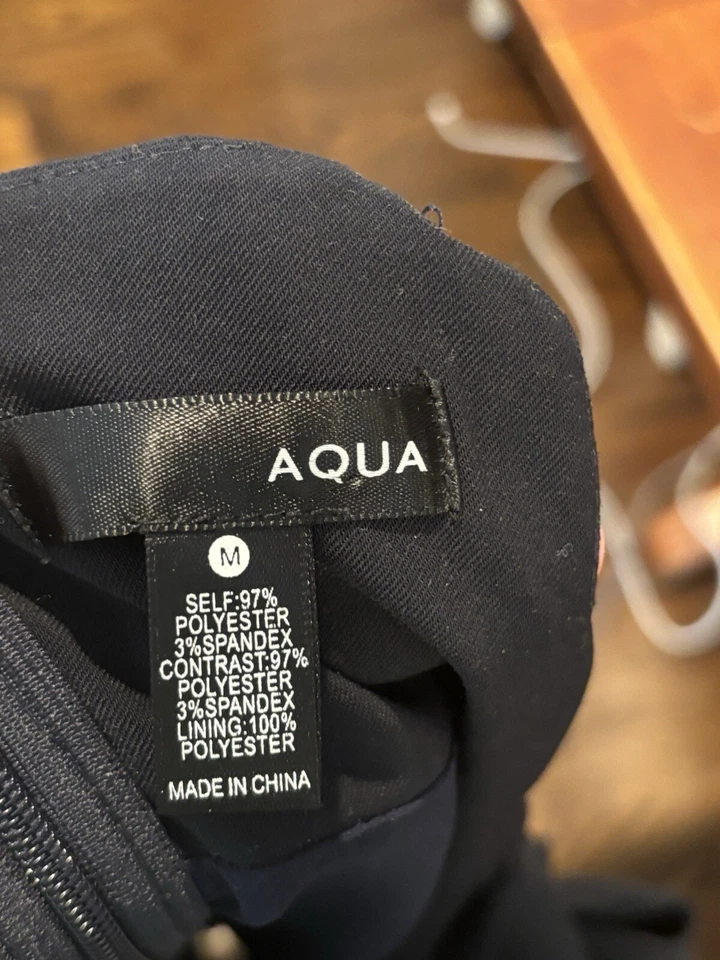 AQUA
M
SELF:97%
POLYESTER
3%SPANDEX
CONTRAST:97%
POLYESTER
3%SPANDEX
LINING:100%
POLYESTER
MADE IN CHINA